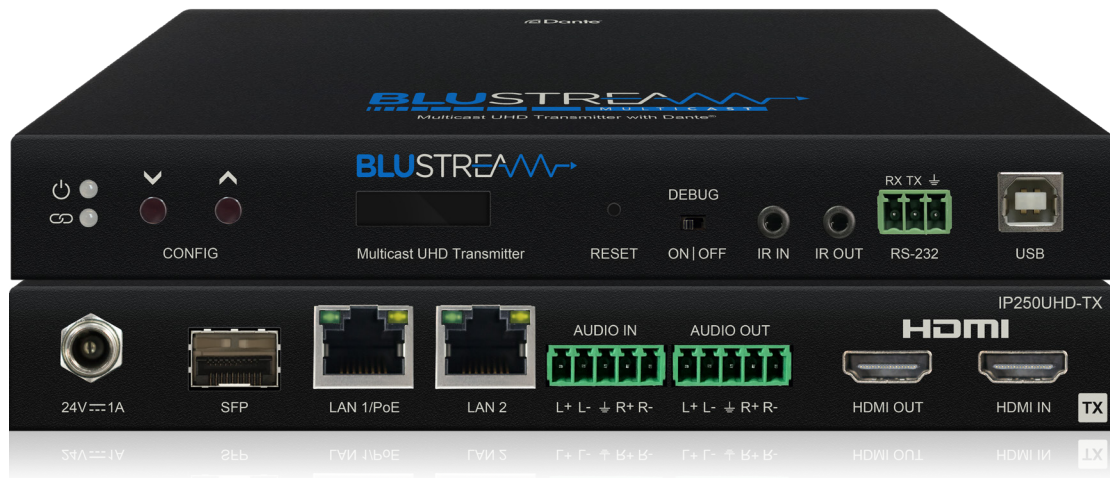 Dante
BLUSTREAM
MULTICAST
Multicast UHD Transmitter with Dante®
BLUSTREAM
RX TX
DEBUG
CONFIG
Multicast UHD Transmitter
RESET
ON|OFF
IR IN
IR OUT
RS-232
USB
IP250UHD-TX
HDMI
AUDIO IN
AUDIO OUT
24V 1A
SFP
LAN 1/PoE
LAN 2
L+ L- R+ R-
L+ L- R+ R-
HDMI OUT
HDMI IN
TX